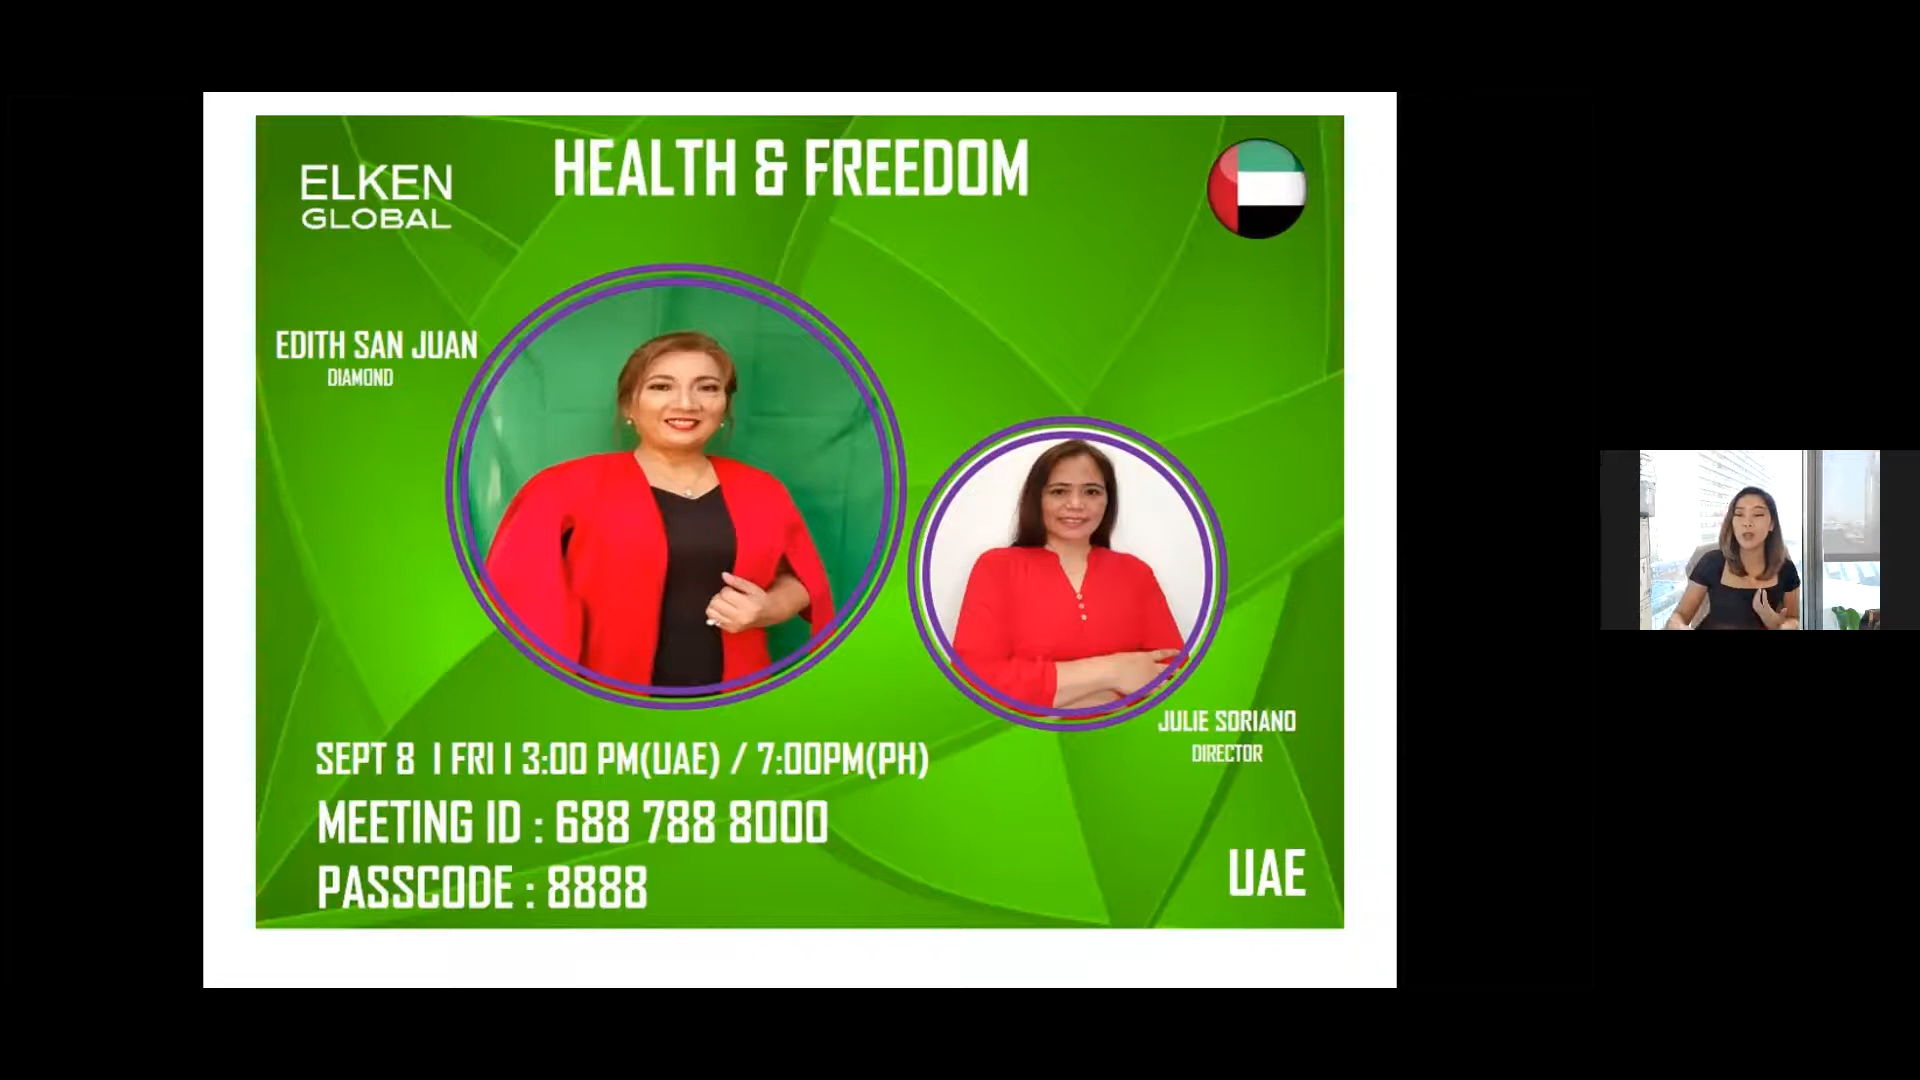 ELKEN
GLOBAL
HEALTH & FREEDOM
EDITH SAN JUAN
DIAMOND
JULIE SORIANO
DIRECTOR
SEPT 8 I FRI I 3:00 PM(UAE) / 7:00PM(PH)
MEETING ID : 688 788 8000
PASSCODE : 8888
UAE